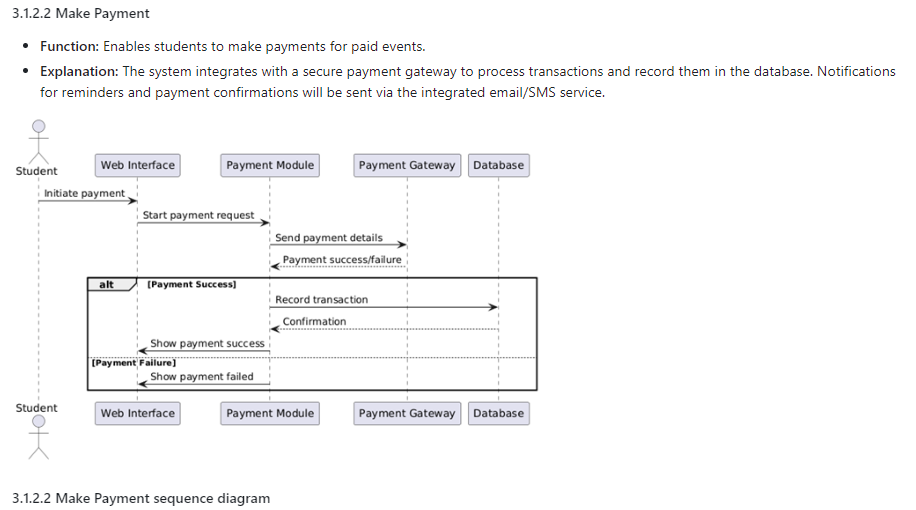 3.1.2.2 Make Payment
• Function: Enables students to make payments for paid events.
• Explanation: The system integrates with a secure payment gateway to process transactions and record them in the database. Notifications
for reminders and payment confirmations will be sent via the integrated email/SMS service.
Student
Web Interface
Payment Module
Payment Gateway
Database
Initiate payment
Start payment request
Send payment details
Payment success/failure
alt
[Payment Success]
Record transaction
Confirmation
Show payment success
[Payment Failure]
Show payment failed
Student
Web Interface
Payment Module
Payment Gateway
Database
3.1.2.2 Make Payment sequence diagram